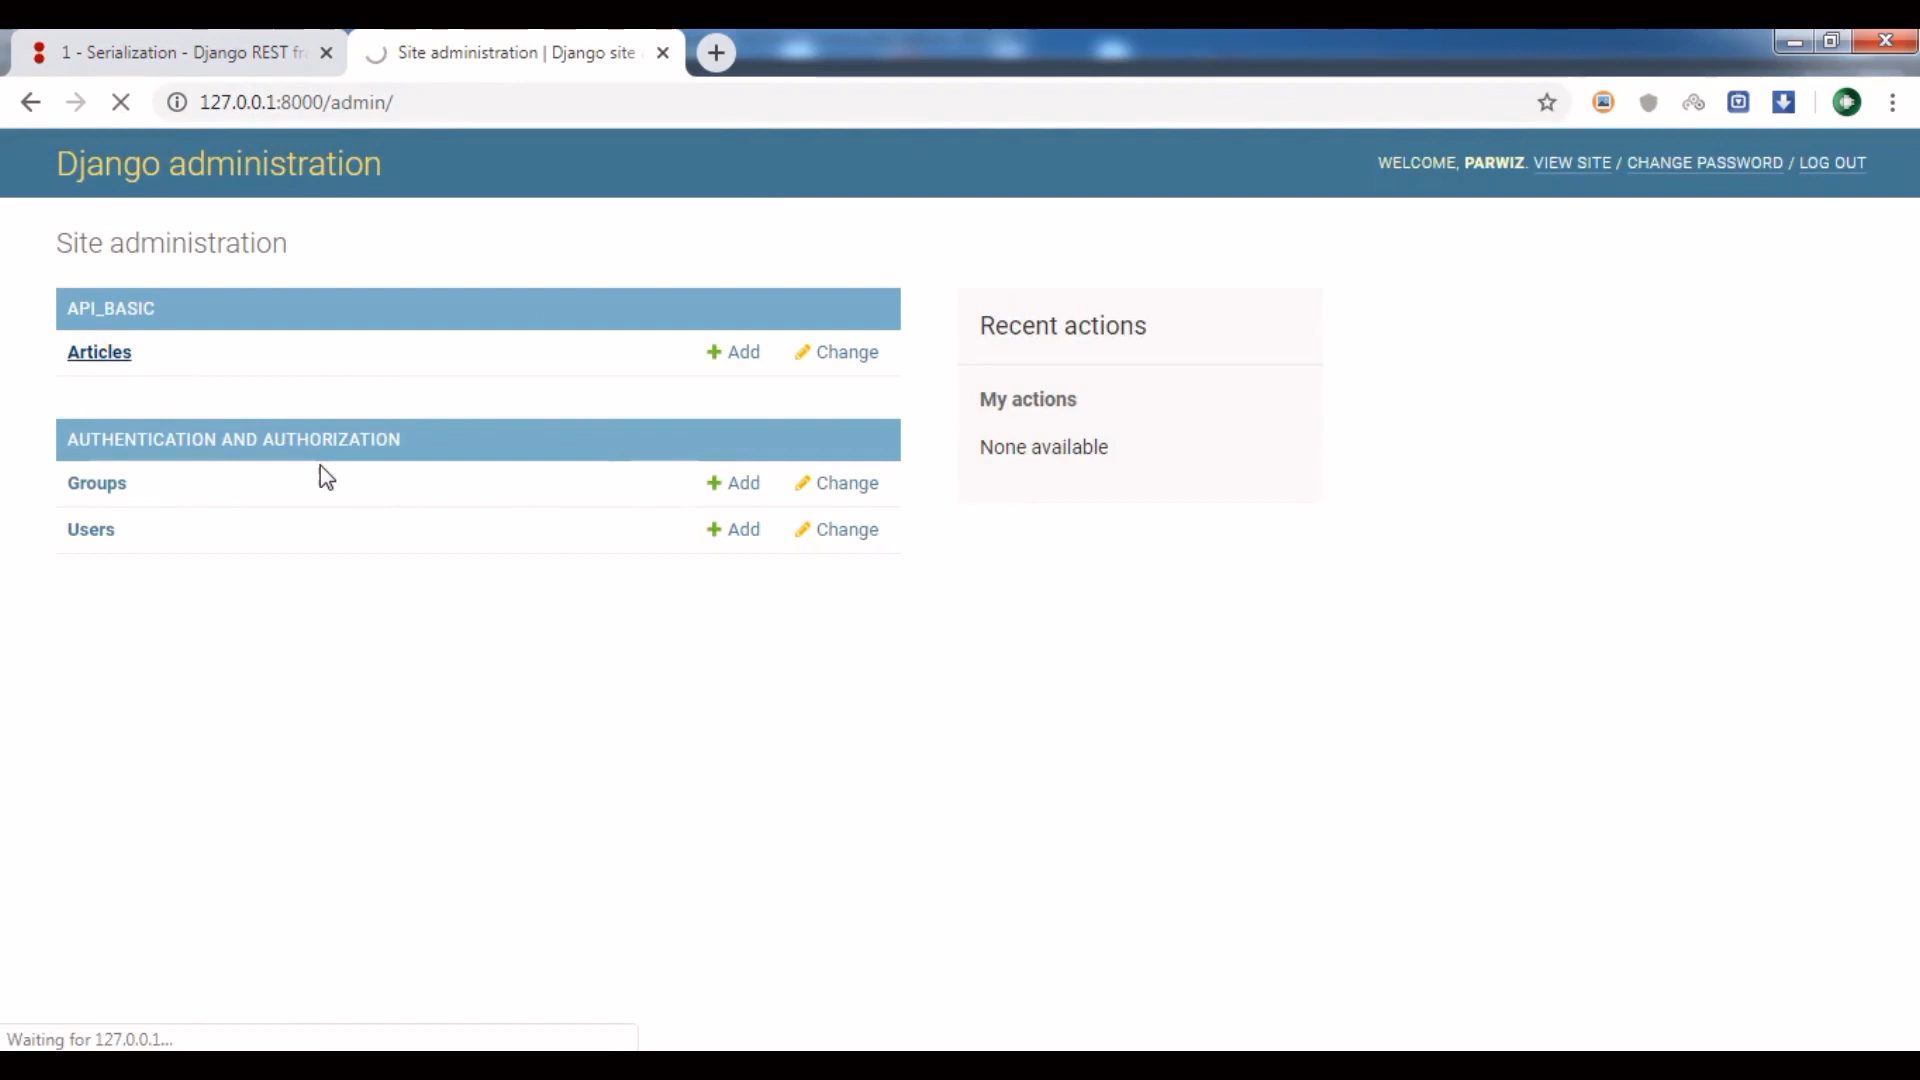 1 - Serialization - Django REST fr
Site administration | Django site
127.0.0.1:8000/admin/
Django administration
WELCOME, PARWIZ. VIEW SITE / CHANGE PASSWORD / LOG OUT
Site administration
API_BASIC
Articles
Add
Change
AUTHENTICATION AND AUTHORIZATION
Groups
Add
Change
Users
Add
Change
Recent actions
My actions
None available
Waiting for 127.0.0.1...